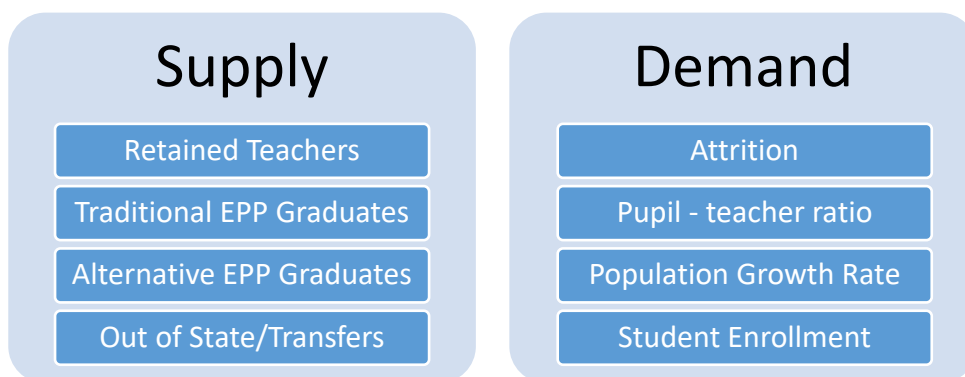 Supply
Retained Teachers
Traditional EPP Graduates
Alternative EPP Graduates
Out of State/Transfers
Demand
Attrition
Pupil - teacher ratio
Population Growth Rate
Student Enrollment